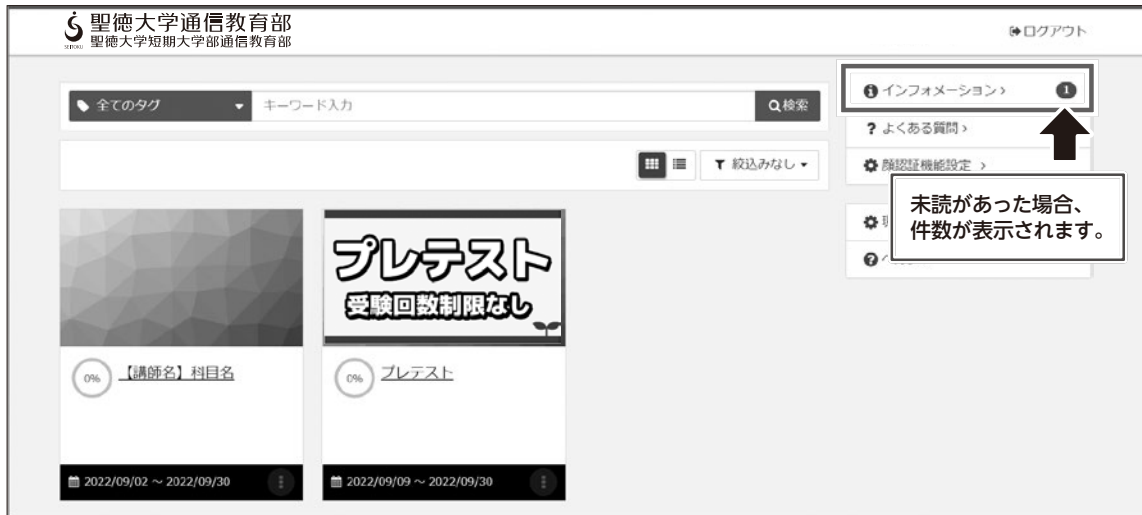 聖徳大学通信教育部
聖徳大学短期大学部通信教育部
SEITOKU
ログアウト
全てのタグ
キーワード入力
検索
インフォメーション
1
よくある質問
顔認証機能設定
絞込みなし
未読があった場合、
件数が表示されます。
プレテスト
受験回数制限なし
0%
【講師名】科目名
0%
プレテスト
2022/09/02 ～ 2022/09/30
2022/09/09 ～ 2022/09/30